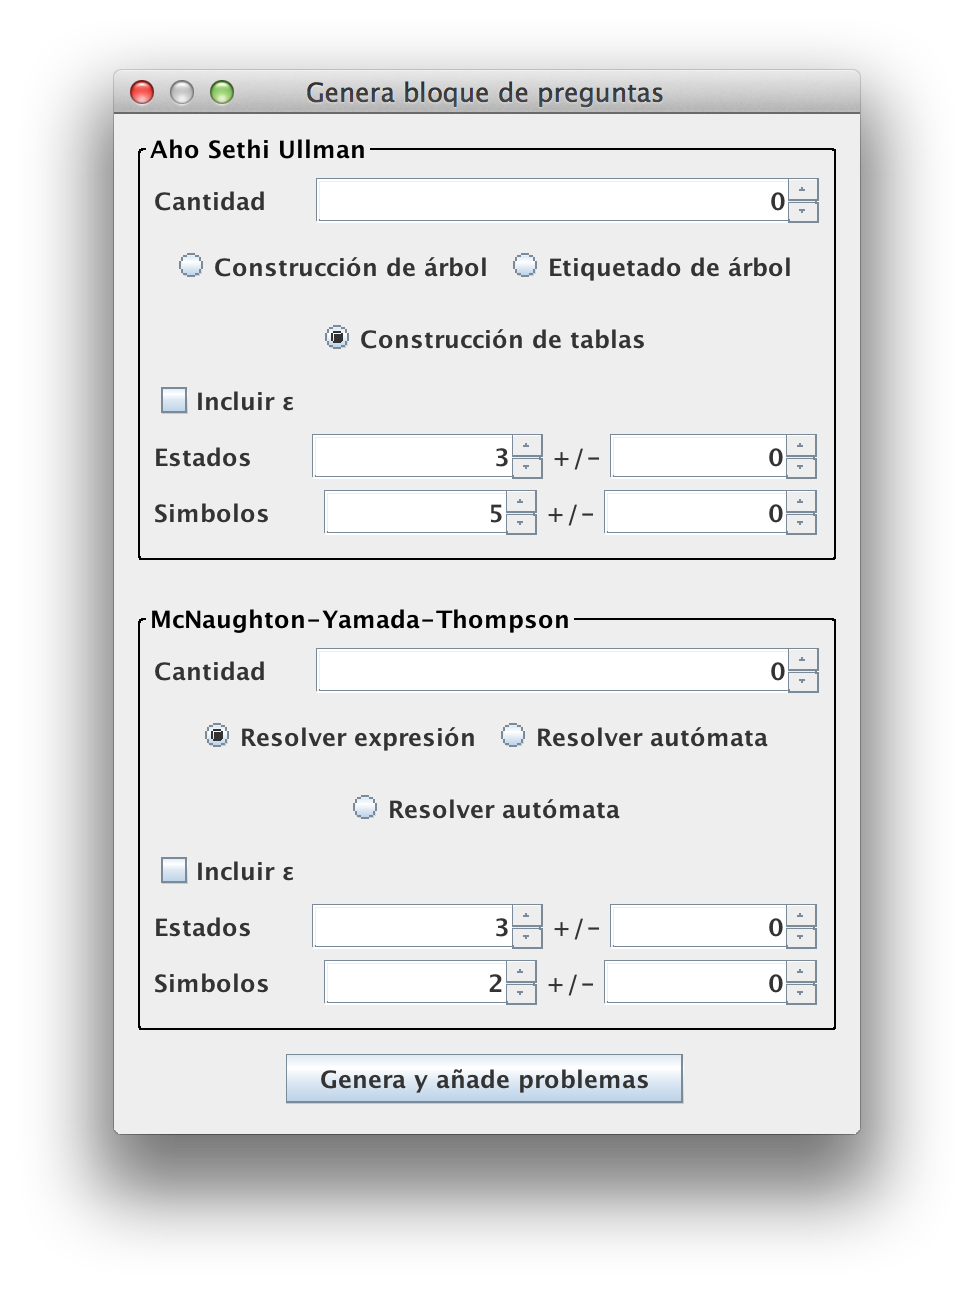 Genera bloque de preguntas
Aho Sethi Ullman
Cantidad 0
Construcción de árbol Etiquetado de árbol
Construcción de tablas
Incluir ε
Estados 3 +/- 0
Simbolos 5 +/- 0
McNaughton-Yamada-Thompson
Cantidad 0
Resolver expresión Resolver autómata
Resolver autómata
Incluir ε
Estados 3 +/- 0
Simbolos 2 +/- 0
Genera y añade problemas